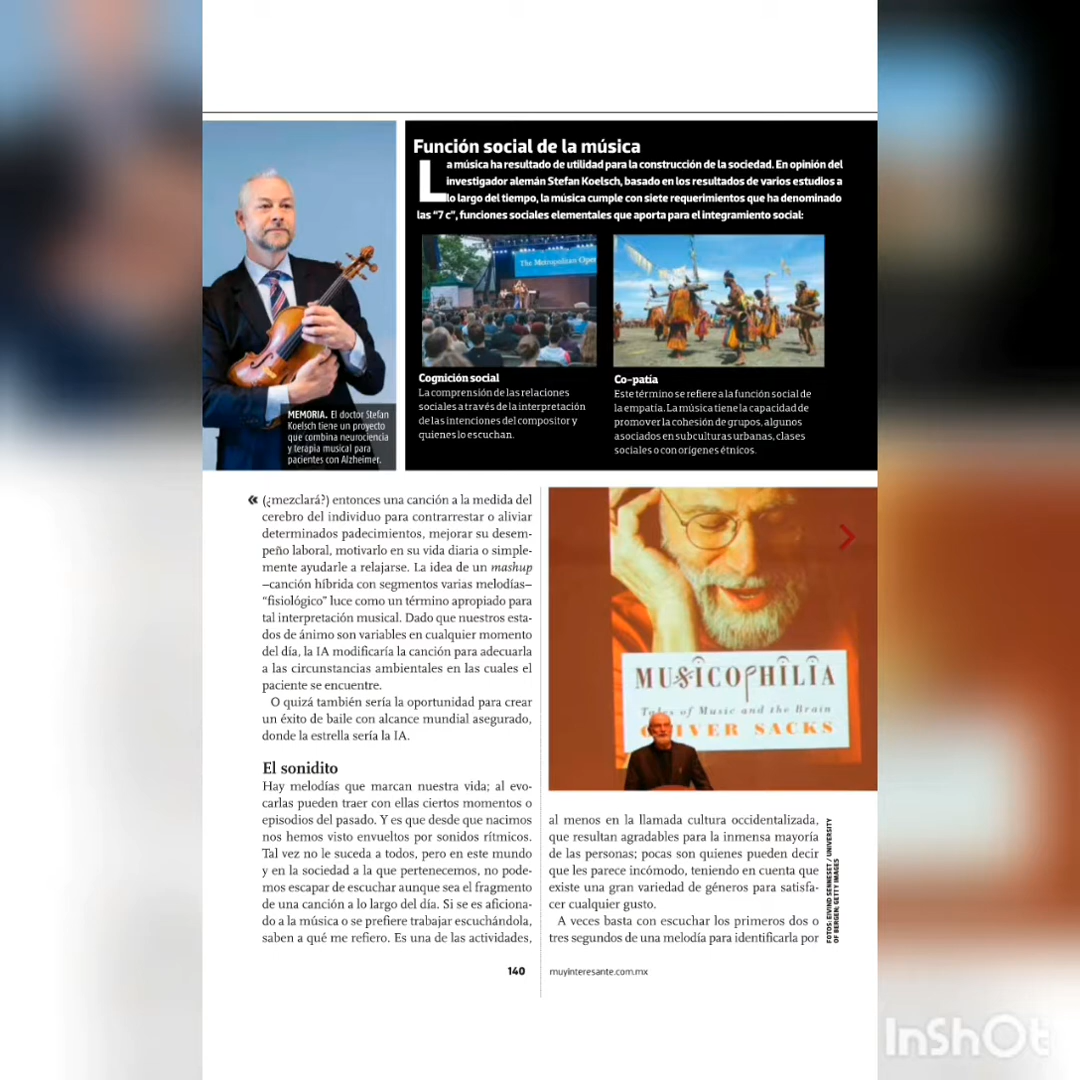 Función social de la música
La música ha resultado de utilidad para la construcción de la sociedad. En opinión del
investigador alemán Stefan Koelsch, basado en los resultados de varios estudios a
lo largo del tiempo, la música cumple con siete requerimientos que ha denominado
las “7 c”, funciones sociales elementales que aporta para el integramiento social:
The Metropolitan Oper
Cognición social
La comprensión de las relaciones
sociales a través de la interpretación
de las intenciones del compositor y
quienes lo escuchan.
Co-patía
Este término se refiere a la función social de
la empatía. La música tiene la capacidad de
promover la cohesión de grupos, algunos
asociados en subculturas urbanas, clases
sociales o con orígenes étnicos.
MEMORIA. El doctor Stefan
Koelsch tiene un proyecto
que combina neurociencia
y terapia musical para
pacientes con Alzheimer.
« (¿mezclará?) entonces una canción a la medida del
cerebro del individuo para contrarrestar o aliviar
determinados padecimientos, mejorar su desem-
peño laboral, motivarlo en su vida diaria o simple-
mente ayudarle a relajarse. La idea de un mashup
–canción híbrida con segmentos varias melodías–
“fisiológico” luce como un término apropiado para
tal interpretación musical. Dado que nuestros esta-
dos de ánimo son variables en cualquier momento
del día, la IA modificaría la canción para adecuarla
a las circunstancias ambientales en las cuales el
paciente se encuentre.
O quizá también sería la oportunidad para crear
un éxito de baile con alcance mundial asegurado,
donde la estrella sería la IA.
El sonidito
Hay melodías que marcan nuestra vida; al evo-
carlas pueden traer con ellas ciertos momentos o
episodios del pasado. Y es que desde que nacimos
nos hemos visto envueltos por sonidos rítmicos.
Tal vez no le suceda a todos, pero en este mundo
y en la sociedad a la que pertenecemos, no pode-
mos escapar de escuchar aunque sea el fragmento
de una canción a lo largo del día. Si se es aficiona-
do a la música o se prefiere trabajar escuchándola,
saben a qué me refiero. Es una de las actividades,
MUSICOPHILIA
Tales of Music and the Brain
OLIVER SACKS
al menos en la llamada cultura occidentalizada,
que resultan agradables para la inmensa mayoría
de las personas; pocas son quienes pueden decir
que les parece incómodo, teniendo en cuenta que
existe una gran variedad de géneros para satisfa-
cer cualquier gusto.
A veces basta con escuchar los primeros dos o
tres segundos de una melodía para identificarla por
FOTOS: EIVIND SENNESET / UNIVERSITY
OF BERGEN; GETTY IMAGES
140
muyinteresante.com.mx
InShOt